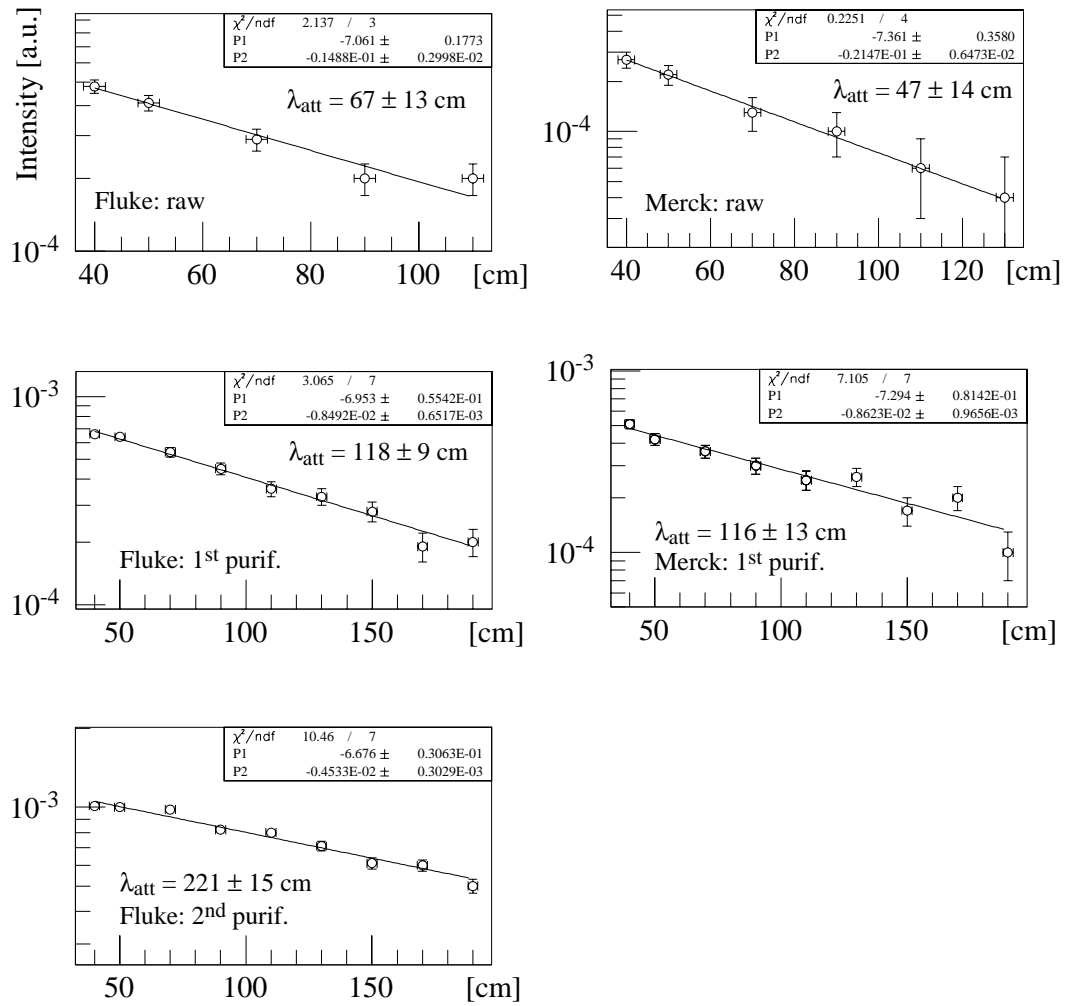 Intensity [a.u.]
χ²/ndf 2.137 / 3
P1 -7.061 ± 0.1773
P2 -0.1488E-01 ± 0.2998E-02
λatt = 67 ± 13 cm
Fluke: raw
10-4
40 60 80 100 [cm]
χ²/ndf 0.2251 / 4
P1 -7.361 ± 0.3580
P2 -0.2147E-01 ± 0.6473E-02
λatt = 47 ± 14 cm
10-4
Merck: raw
40 60 80 100 120 [cm]
10-3
χ²/ndf 3.065 / 7
P1 -6.953 ± 0.5542E-01
P2 -0.8492E-02 ± 0.6517E-03
λatt = 118 ± 9 cm
Fluke: 1st purif.
10-4
50 100 150 [cm]
10-3
χ²/ndf 7.105 / 7
P1 -7.294 ± 0.8142E-01
P2 -0.8623E-02 ± 0.9656E-03
λatt = 116 ± 13 cm
10-4
Merck: 1st purif.
50 100 150 [cm]
χ²/ndf 10.46 / 7
P1 -6.676 ± 0.3063E-01
P2 -0.4533E-02 ± 0.3029E-03
10-3
λatt = 221 ± 15 cm
Fluke: 2nd purif.
50 100 150 [cm]